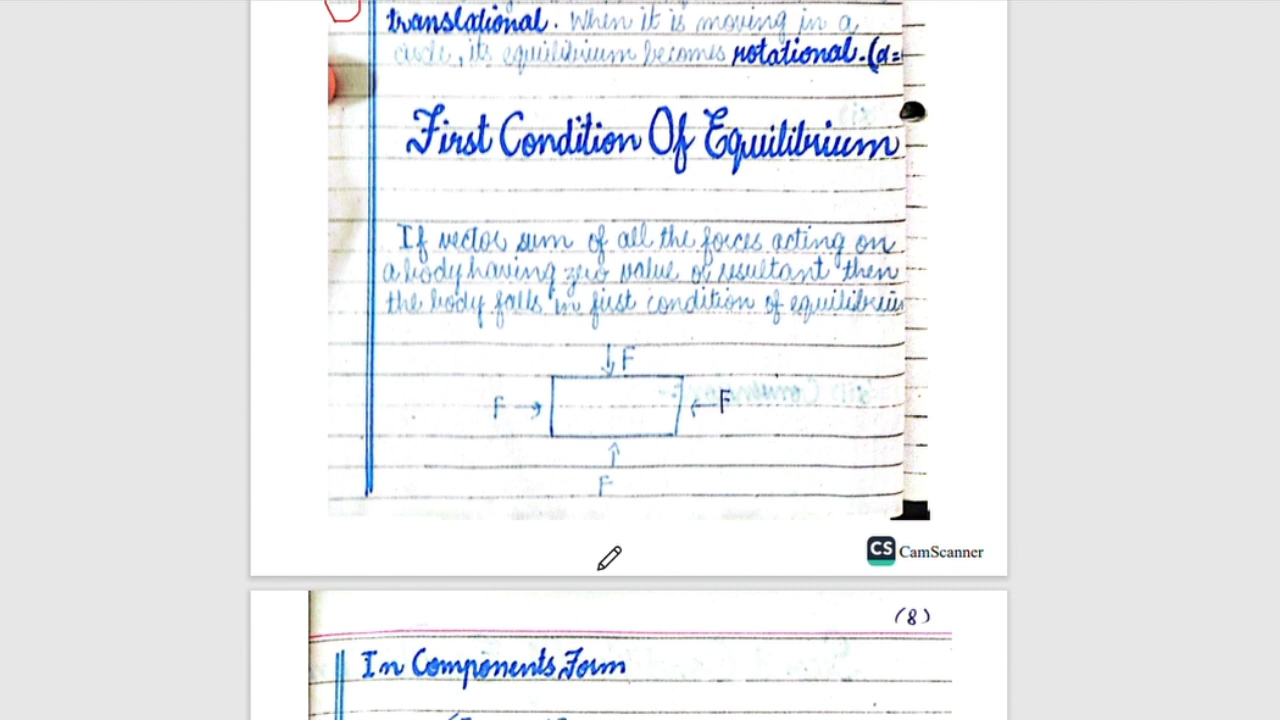 translational. When it is moving in a
circle, its equilibrium becomes rotational. (α=
First Condition Of Equilibrium
If vector sum of all the forces acting on
a body having zero value or resultant then
the body falls in first condition of equilibrium
F
F
F
F
CS CamScanner
(8)
In Components Form